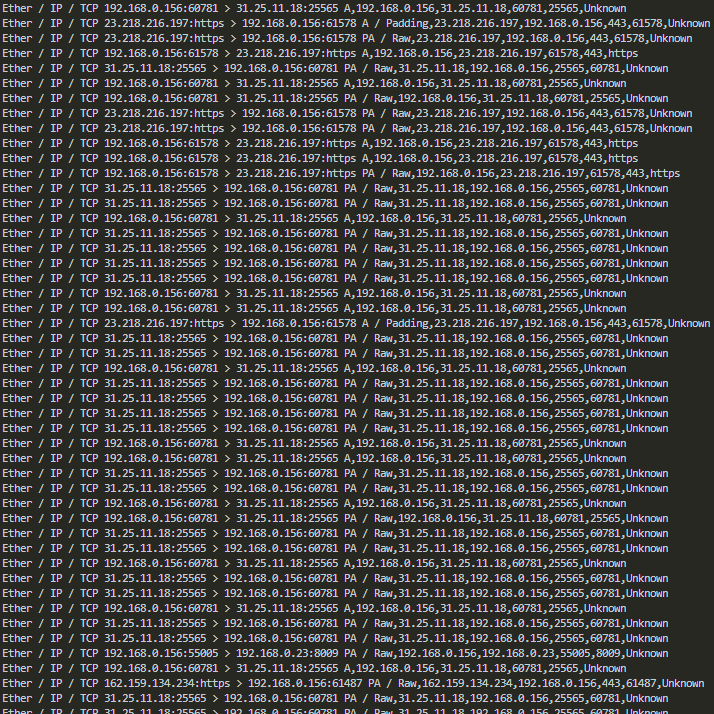 Ether / IP / TCP 192.168.0.156:60781 > 31.25.11.18:25565 A,192.168.0.156,31.25.11.18,60781,25565,Unknown
Ether / IP / TCP 23.218.216.197:https > 192.168.0.156:61578 A / Padding,23.218.216.197,192.168.0.156,443,61578,Unknown
Ether / IP / TCP 23.218.216.197:https > 192.168.0.156:61578 PA / Raw,23.218.216.197,192.168.0.156,443,61578,Unknown
Ether / IP / TCP 192.168.0.156:61578 > 23.218.216.197:https A,192.168.0.156,23.218.216.197,61578,443,https
Ether / IP / TCP 31.25.11.18:25565 > 192.168.0.156:60781 PA / Raw,31.25.11.18,192.168.0.156,25565,60781,Unknown
Ether / IP / TCP 192.168.0.156:60781 > 31.25.11.18:25565 A,192.168.0.156,31.25.11.18,60781,25565,Unknown
Ether / IP / TCP 192.168.0.156:60781 > 31.25.11.18:25565 PA / Raw,192.168.0.156,31.25.11.18,60781,25565,Unknown
Ether / IP / TCP 23.218.216.197:https > 192.168.0.156:61578 PA / Raw,23.218.216.197,192.168.0.156,443,61578,Unknown
Ether / IP / TCP 23.218.216.197:https > 192.168.0.156:61578 PA / Raw,23.218.216.197,192.168.0.156,443,61578,Unknown
Ether / IP / TCP 192.168.0.156:61578 > 23.218.216.197:https A,192.168.0.156,23.218.216.197,61578,443,https
Ether / IP / TCP 192.168.0.156:61578 > 23.218.216.197:https A,192.168.0.156,23.218.216.197,61578,443,https
Ether / IP / TCP 192.168.0.156:61578 > 23.218.216.197:https PA / Raw,192.168.0.156,23.218.216.197,61578,443,https
Ether / IP / TCP 31.25.11.18:25565 > 192.168.0.156:60781 PA / Raw,31.25.11.18,192.168.0.156,25565,60781,Unknown
Ether / IP / TCP 31.25.11.18:25565 > 192.168.0.156:60781 PA / Raw,31.25.11.18,192.168.0.156,25565,60781,Unknown
Ether / IP / TCP 192.168.0.156:60781 > 31.25.11.18:25565 A,192.168.0.156,31.25.11.18,60781,25565,Unknown
Ether / IP / TCP 31.25.11.18:25565 > 192.168.0.156:60781 PA / Raw,31.25.11.18,192.168.0.156,25565,60781,Unknown
Ether / IP / TCP 31.25.11.18:25565 > 192.168.0.156:60781 PA / Raw,31.25.11.18,192.168.0.156,25565,60781,Unknown
Ether / IP / TCP 31.25.11.18:25565 > 192.168.0.156:60781 PA / Raw,31.25.11.18,192.168.0.156,25565,60781,Unknown
Ether / IP / TCP 31.25.11.18:25565 > 192.168.0.156:60781 PA / Raw,31.25.11.18,192.168.0.156,25565,60781,Unknown
Ether / IP / TCP 192.168.0.156:60781 > 31.25.11.18:25565 A,192.168.0.156,31.25.11.18,60781,25565,Unknown
Ether / IP / TCP 192.168.0.156:60781 > 31.25.11.18:25565 A,192.168.0.156,31.25.11.18,60781,25565,Unknown
Ether / IP / TCP 23.218.216.197:https > 192.168.0.156:61578 A / Padding,23.218.216.197,192.168.0.156,443,61578,Unknown
Ether / IP / TCP 31.25.11.18:25565 > 192.168.0.156:60781 PA / Raw,31.25.11.18,192.168.0.156,25565,60781,Unknown
Ether / IP / TCP 31.25.11.18:25565 > 192.168.0.156:60781 PA / Raw,31.25.11.18,192.168.0.156,25565,60781,Unknown
Ether / IP / TCP 192.168.0.156:60781 > 31.25.11.18:25565 A,192.168.0.156,31.25.11.18,60781,25565,Unknown
Ether / IP / TCP 31.25.11.18:25565 > 192.168.0.156:60781 PA / Raw,31.25.11.18,192.168.0.156,25565,60781,Unknown
Ether / IP / TCP 31.25.11.18:25565 > 192.168.0.156:60781 PA / Raw,31.25.11.18,192.168.0.156,25565,60781,Unknown
Ether / IP / TCP 31.25.11.18:25565 > 192.168.0.156:60781 PA / Raw,31.25.11.18,192.168.0.156,25565,60781,Unknown
Ether / IP / TCP 31.25.11.18:25565 > 192.168.0.156:60781 PA / Raw,31.25.11.18,192.168.0.156,25565,60781,Unknown
Ether / IP / TCP 192.168.0.156:60781 > 31.25.11.18:25565 A,192.168.0.156,31.25.11.18,60781,25565,Unknown
Ether / IP / TCP 192.168.0.156:60781 > 31.25.11.18:25565 A,192.168.0.156,31.25.11.18,60781,25565,Unknown
Ether / IP / TCP 31.25.11.18:25565 > 192.168.0.156:60781 PA / Raw,31.25.11.18,192.168.0.156,25565,60781,Unknown
Ether / IP / TCP 31.25.11.18:25565 > 192.168.0.156:60781 PA / Raw,31.25.11.18,192.168.0.156,25565,60781,Unknown
Ether / IP / TCP 192.168.0.156:60781 > 31.25.11.18:25565 A,192.168.0.156,31.25.11.18,60781,25565,Unknown
Ether / IP / TCP 192.168.0.156:60781 > 31.25.11.18:25565 PA / Raw,192.168.0.156,31.25.11.18,60781,25565,Unknown
Ether / IP / TCP 31.25.11.18:25565 > 192.168.0.156:60781 PA / Raw,31.25.11.18,192.168.0.156,25565,60781,Unknown
Ether / IP / TCP 31.25.11.18:25565 > 192.168.0.156:60781 PA / Raw,31.25.11.18,192.168.0.156,25565,60781,Unknown
Ether / IP / TCP 192.168.0.156:60781 > 31.25.11.18:25565 A,192.168.0.156,31.25.11.18,60781,25565,Unknown
Ether / IP / TCP 31.25.11.18:25565 > 192.168.0.156:60781 PA / Raw,31.25.11.18,192.168.0.156,25565,60781,Unknown
Ether / IP / TCP 31.25.11.18:25565 > 192.168.0.156:60781 PA / Raw,31.25.11.18,192.168.0.156,25565,60781,Unknown
Ether / IP / TCP 192.168.0.156:60781 > 31.25.11.18:25565 A,192.168.0.156,31.25.11.18,60781,25565,Unknown
Ether / IP / TCP 31.25.11.18:25565 > 192.168.0.156:60781 PA / Raw,31.25.11.18,192.168.0.156,25565,60781,Unknown
Ether / IP / TCP 31.25.11.18:25565 > 192.168.0.156:60781 PA / Raw,31.25.11.18,192.168.0.156,25565,60781,Unknown
Ether / IP / TCP 192.168.0.156:55005 > 192.168.0.23:8009 PA / Raw,192.168.0.156,192.168.0.23,55005,8009,Unknown
Ether / IP / TCP 192.168.0.156:60781 > 31.25.11.18:25565 A,192.168.0.156,31.25.11.18,60781,25565,Unknown
Ether / IP / TCP 162.159.134.234:https > 192.168.0.156:61487 PA / Raw,162.159.134.234,192.168.0.156,443,61487,Unknown
Ether / IP / TCP 31.25.11.18:25565 > 192.168.0.156:60781 PA / Raw,31.25.11.18,192.168.0.156,25565,60781,Unknown